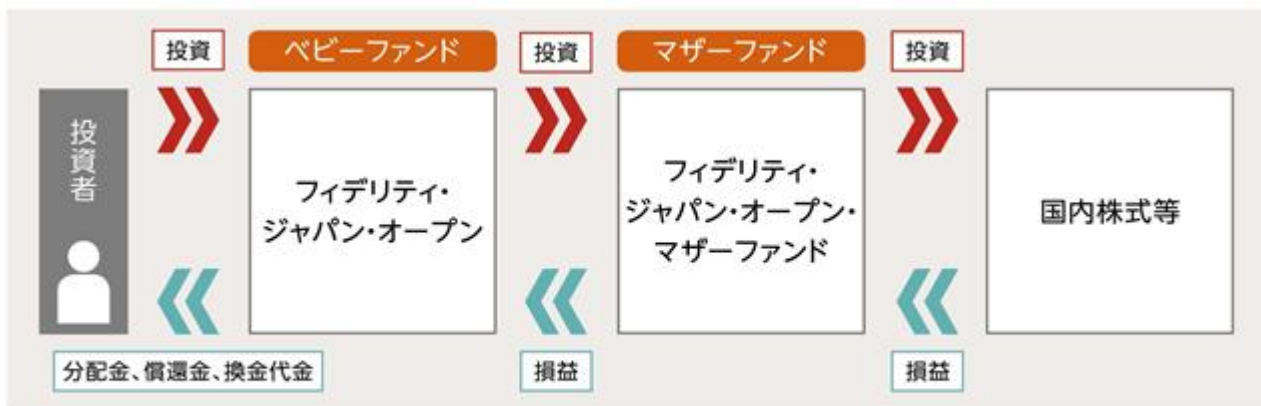 投資
ベビーファンド
投資
マザーファンド
投資
投資者
フィデリティ・
ジャパン・オープン
フィデリティ・
ジャパン・オープン・
マザーファンド
国内株式等
分配金、償還金、換金代金
損益
損益